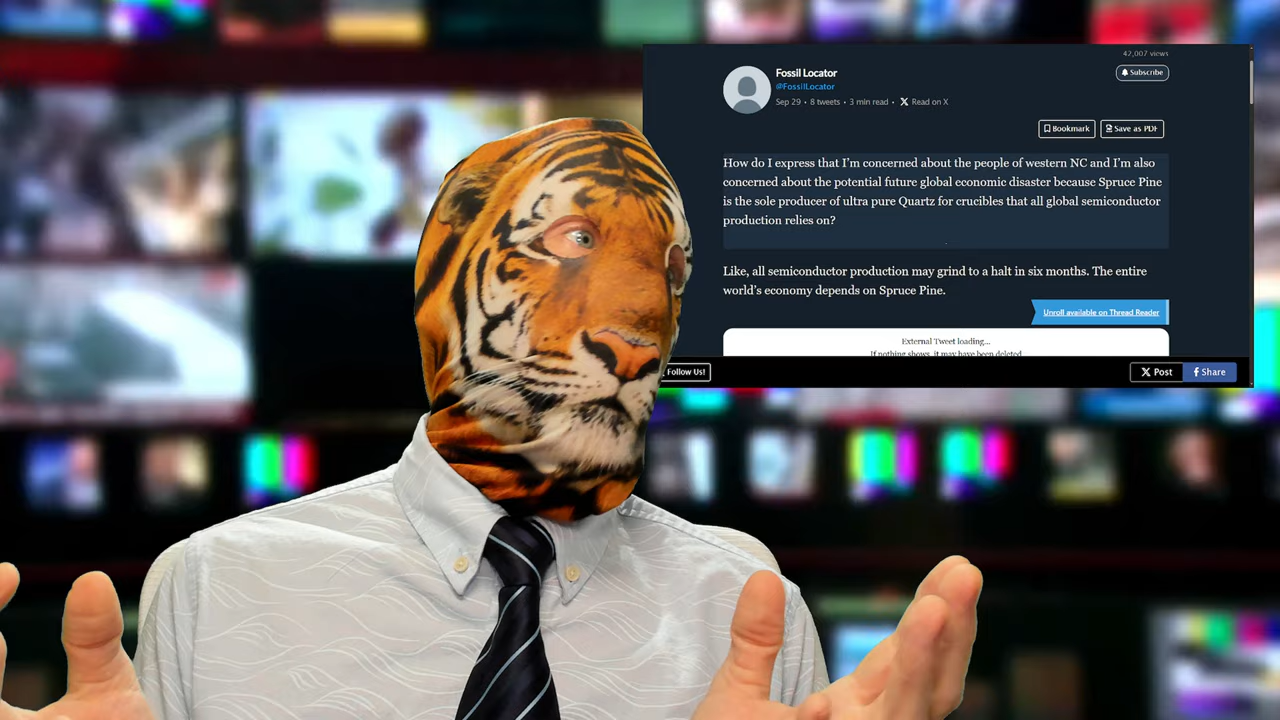 42,007 views
Fossil Locator
Subscribe
@FossilLocator
Sep 29 • 8 tweets • 3 min read • X Read on X
Bookmark Save as PDF
How do I express that I'm concerned about the people of western NC and I'm also
concerned about the potential future global economic disaster because Spruce Pine
is the sole producer of ultra pure Quartz for crucibles that all global semiconductor
production relies on?
Like, all semiconductor production may grind to a halt in six months. The entire
world's economy depends on Spruce Pine.
Unroll available on Thread Reader
External Tweet loading...
If nothing shows, it may have been deleted
Follow Us! X Post f Share